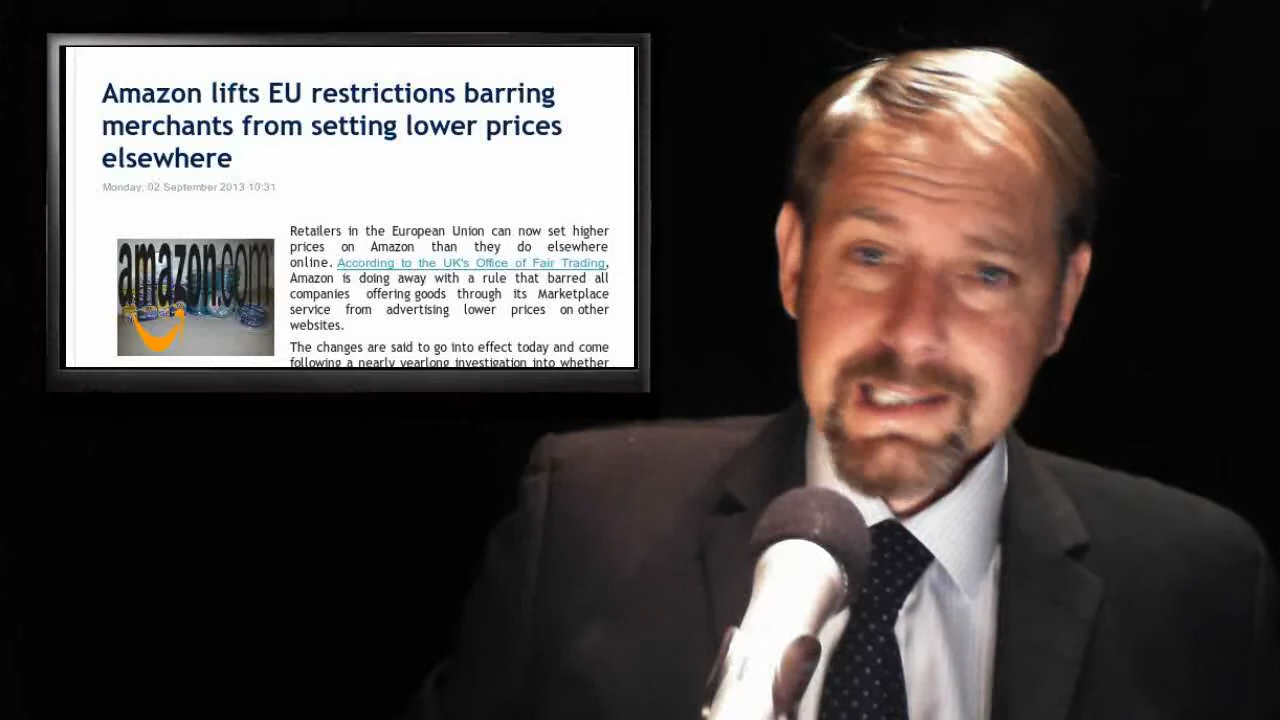 Amazon lifts EU restrictions barring
merchants from setting lower prices
elsewhere
Monday, 02 September 2013 10:31
amazon.com
Retailers in the European Union can now set higher
prices on Amazon than they do elsewhere
online. According to the UK's Office of Fair Trading,
Amazon is doing away with a rule that barred all
companies offering goods through its Marketplace
service from advertising lower prices on other
websites.
The changes are said to go into effect today and come
following a nearly yearlong investigation into whether